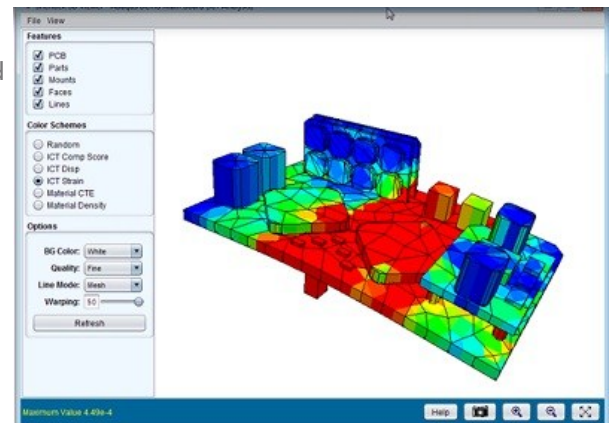 File View
Features
PCB
Parts
Mounts
Faces
Lines
Color Schemes
Random
ICT Comp Score
ICT Disp
ICT Strain
Material CTE
Material Density
Options
BG Color: White
Quality: Fine
Line Mode: Mesh
Warping: 50
Refresh
Maximum Value 4.49e-4
Help